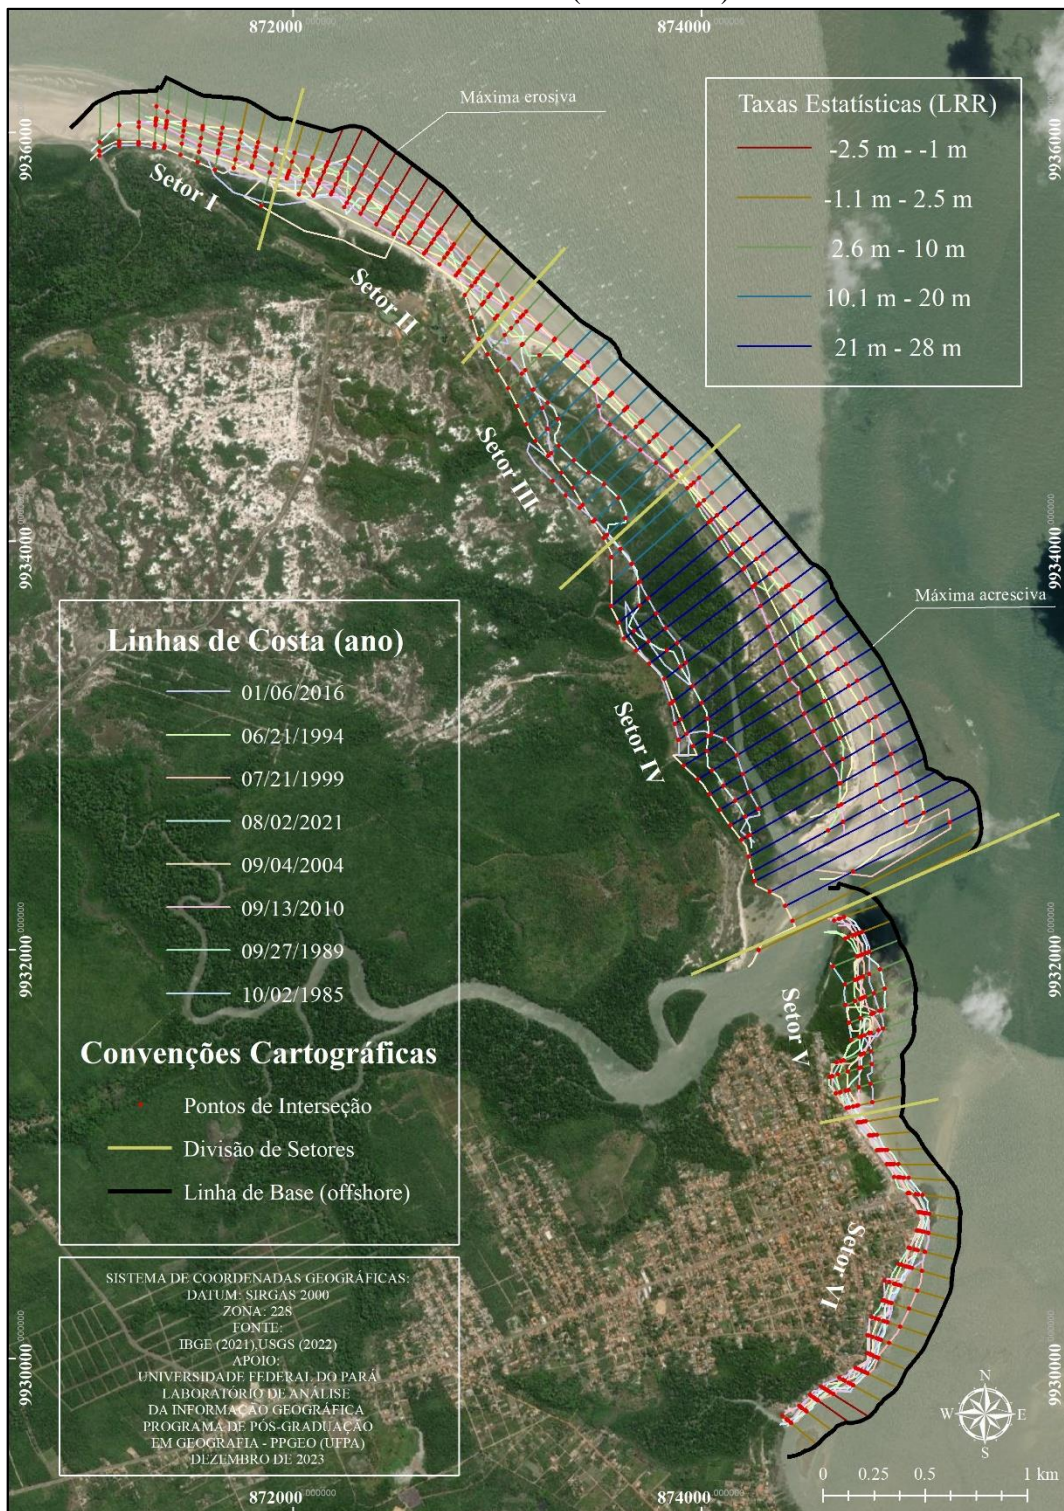 872000
874000
9936000
9936000
Máxima erosiva
Taxas Estatísticas (LRR)
-2.5 m - -1 m
-1.1 m - 2.5 m
2.6 m - 10 m
10.1 m - 20 m
21 m - 28 m
Setor I
Setor II
Setor III
9934000
9934000
Máxima acresciva
Linhas de Costa (ano)
01/06/2016
06/21/1994
07/21/1999
08/02/2021
09/04/2004
09/13/2010
09/27/1989
10/02/1985
Setor IV
9932000
9932000
Setor V
Convenções Cartográficas
Pontos de Interseção
Divisão de Setores
Linha de Base (offshore)
Setor VI
SISTEMA DE COORDENADAS GEOGRÁFICAS:
DATUM: SIRGAS 2000
ZONA: 22S
FONTE:
IBGE (2021),USGS (2022)
APOIO:
UNIVERSIDADE FEDERAL DO PARÁ
LABORATÓRIO DE ANÁLISE
DA INFORMAÇÃO GEOGRÁFICA
PROGRAMA DE PÓS-GRADUAÇÃO
EM GEOGRAFIA - PPGEO (UFPA)
DEZEMBRO DE 2023
9930000
9930000
N
W E
S
0 0.25 0.5 1 km
872000
874000